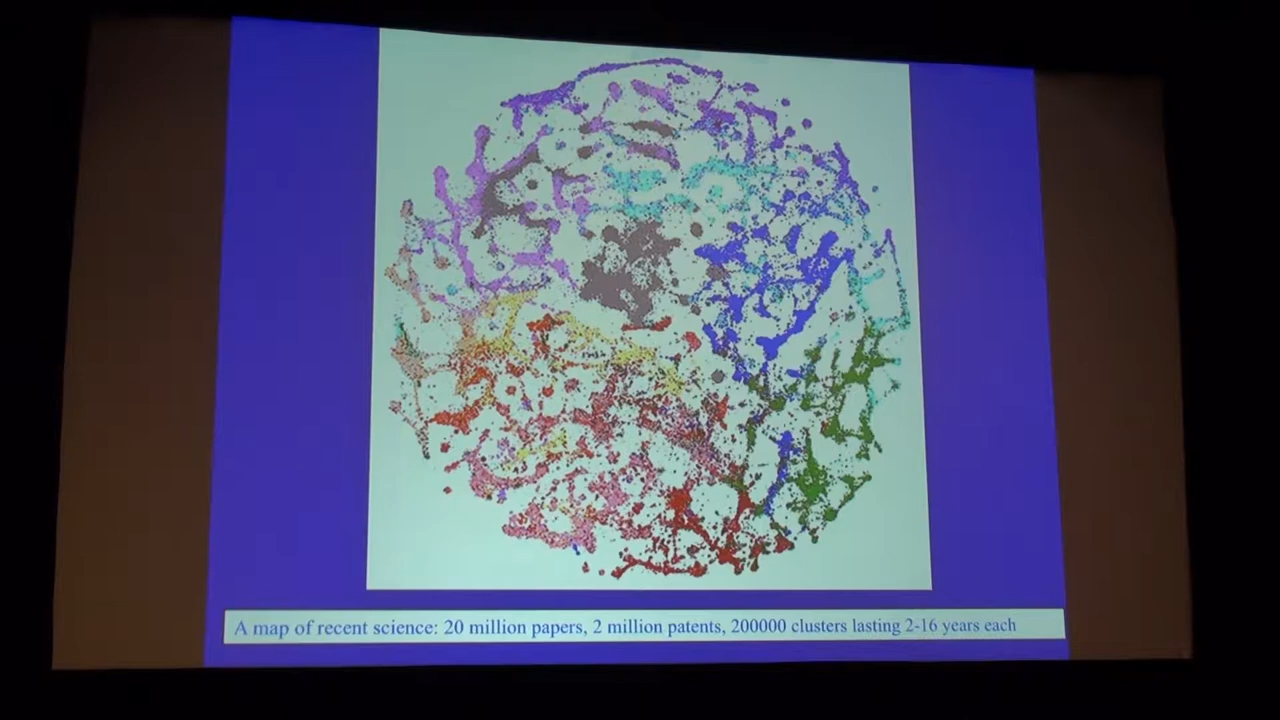 A map of recent science: 20 million papers, 2 million patents, 200000 clusters lasting 2-16 years each